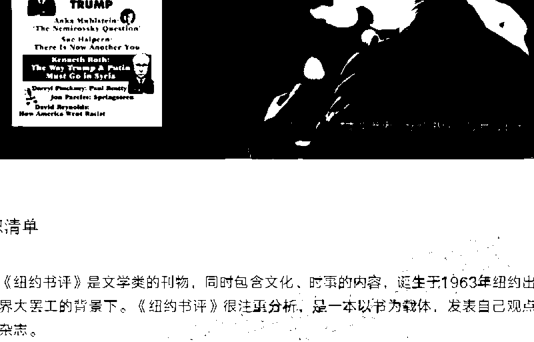 TRUMP
Anka Muhlstein:
'The Nemirovsky Question'
Sue Halpern:
There Is Now Another You
Kenneth Roth:
The Way Trump & Putin
Must Go in Syria
Darryl Pinckney: Paul Beatty
Jon Pareles: Springsteen
David Reynolds:
How America Went Racist
清单
《纽约书评》是文学类的刊物，同时包含文化、时事的内容，诞生于1963年纽约出
界大罢工的背景下。《纽约书评》很注重分析，是一本以书为载体，发表自己观点
杂志。